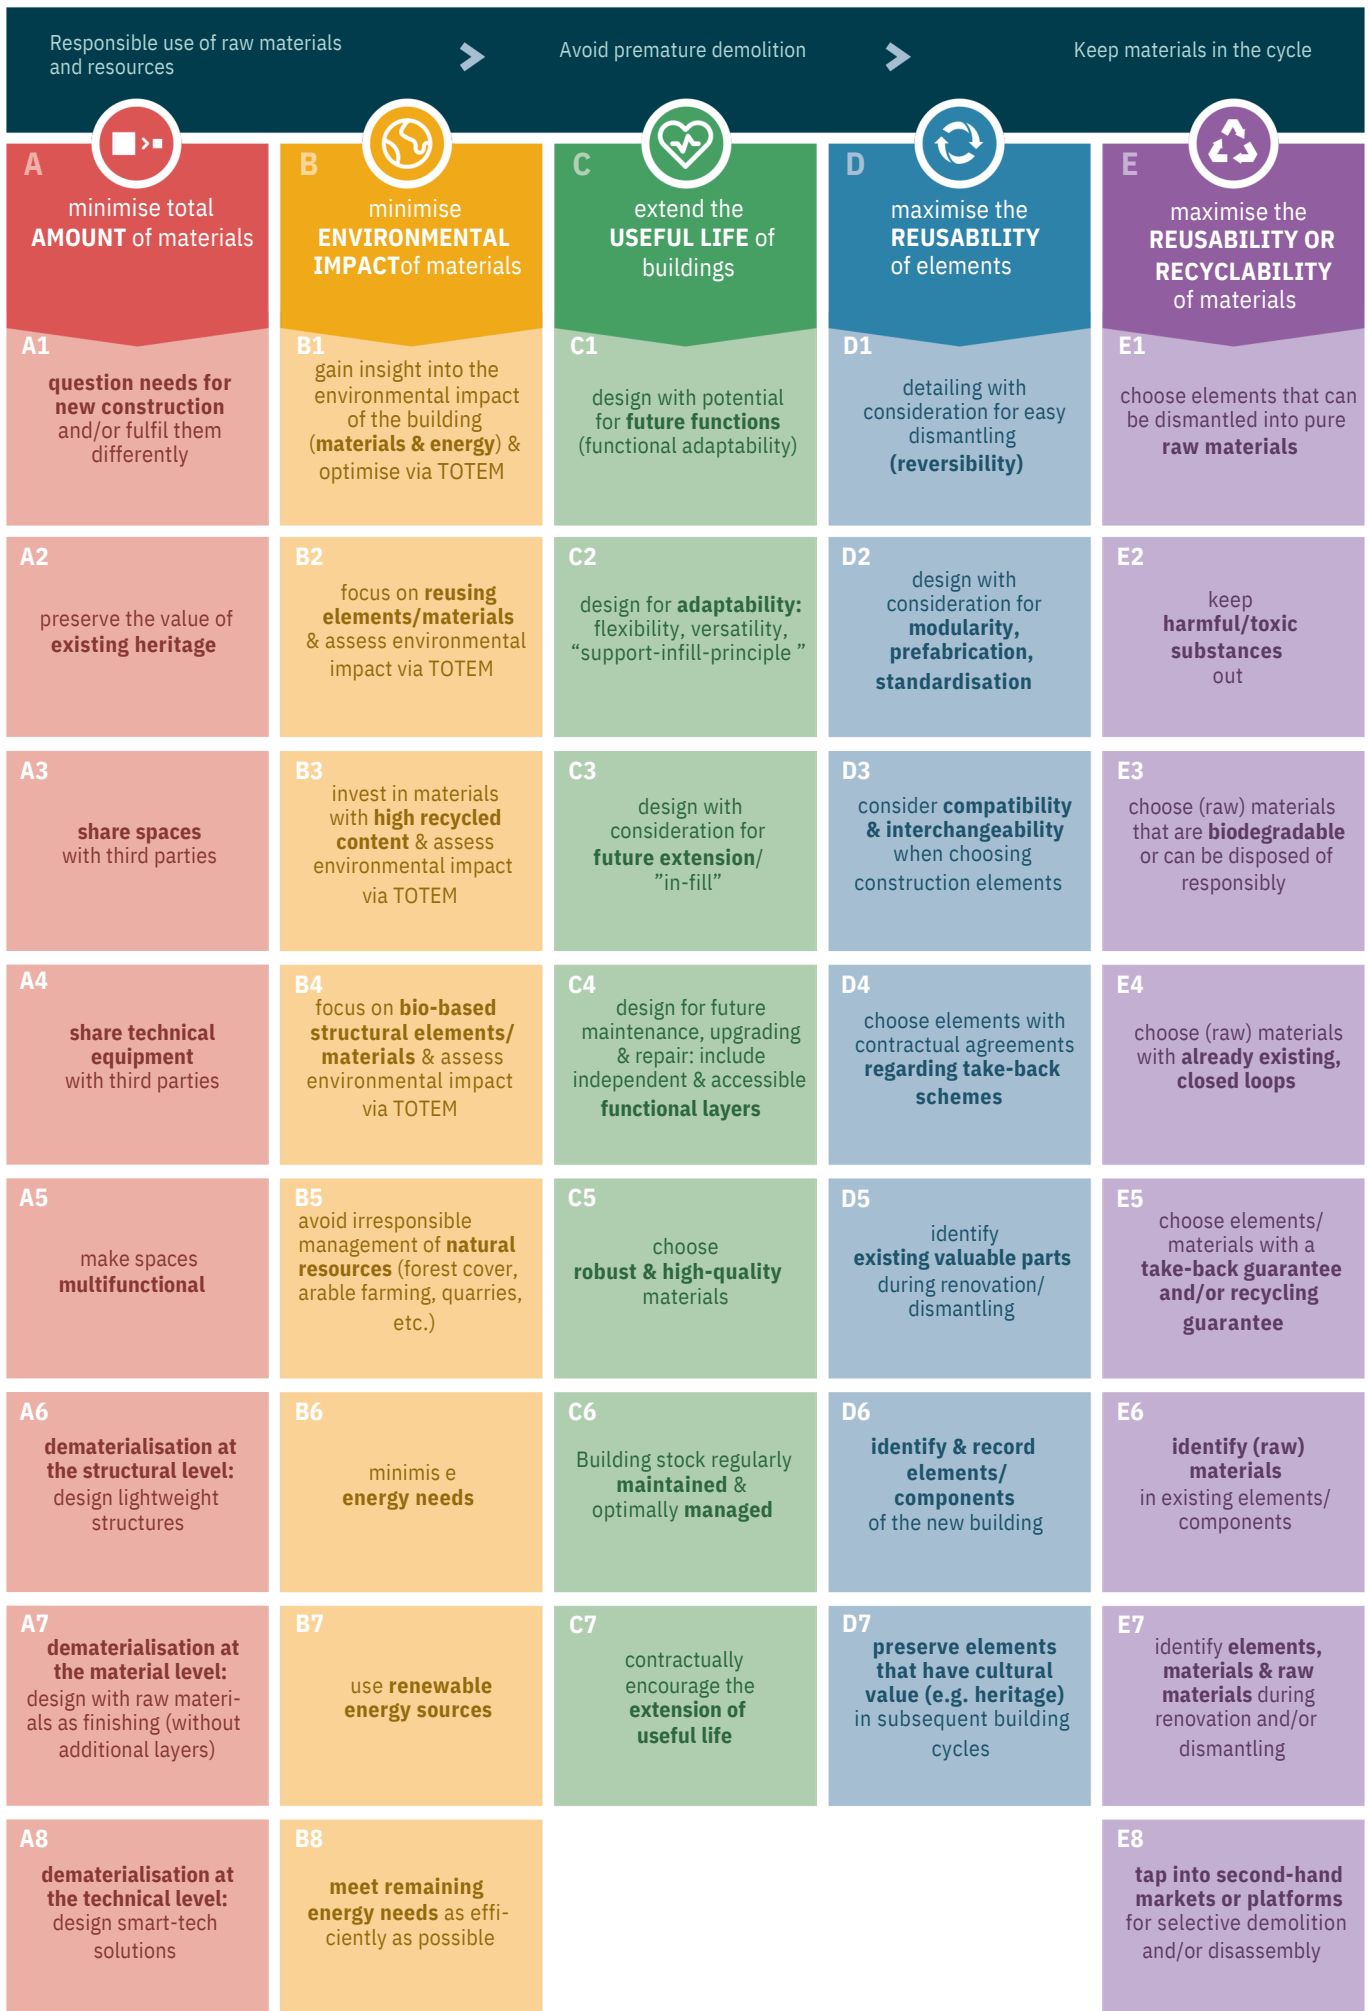 Responsible use of raw materials
and resources
>
Avoid premature demolition
>
Keep materials in the cycle
A
minimise total
AMOUNT of materials
B
minimise
ENVIRONMENTAL
IMPACTof materials
C
extend the
USEFUL LIFE of
buildings
D
maximise the
REUSABILITY
of elements
E
maximise the
REUSABILITY OR
RECYCLABILITY
of materials
A1
question needs for
new construction
and/or fulfil them
differently
B1
gain insight into the
environmental impact
of the building
(materials & energy) &
optimise via TOTEM
C1
design with potential
for future functions
(functional adaptability)
D1
detailing with
consideration for easy
dismantling
(reversibility)
E1
choose elements that can
be dismantled into pure
raw materials
A2
preserve the value of
existing heritage
B2
focus on reusing
elements/materials
& assess environmental
impact via TOTEM
C2
design for adaptability:
flexibility, versatility,
“support-infill-principle ”
D2
design with
consideration for
modularity,
prefabrication,
standardisation
E2
keep
harmful/toxic
substances
out
A3
share spaces
with third parties
B3
invest in materials
with high recycled
content & assess
environmental impact
via TOTEM
C3
design with
consideration for
future extension/
”in-fill”
D3
consider compatibility
& interchangeability
when choosing
construction elements
E3
choose (raw) materials
that are biodegradable
or can be disposed of
responsibly
A4
share technical
equipment
with third parties
B4
focus on bio-based
structural elements/
materials & assess
environmental impact
via TOTEM
C4
design for future
maintenance, upgrading
& repair: include
independent & accessible
functional layers
D4
choose elements with
contractual agreements
regarding take-back
schemes
E4
choose (raw) materials
with already existing,
closed loops
A5
make spaces
multifunctional
B5
avoid irresponsible
management of natural
resources (forest cover,
arable farming, quarries,
etc.)
C5
choose
robust & high-quality
materials
D5
identify
existing valuable parts
during renovation/
dismantling
E5
choose elements/
materials with a
take-back guarantee
and/or recycling
guarantee
A6
dematerialisation at
the structural level:
design lightweight
structures
B6
minimis e
energy needs
C6
Building stock regularly
maintained &
optimally managed
D6
identify & record
elements/
components
of the new building
E6
identify (raw)
materials
in existing elements/
components
A7
dematerialisation at
the material level:
design with raw materi-
als as finishing (without
additional layers)
B7
use renewable
energy sources
C7
contractually
encourage the
extension of
useful life
D7
preserve elements
that have cultural
value (e.g. heritage)
in subsequent building
cycles
E7
identify elements,
materials & raw
materials during
renovation and/or
dismantling
A8
dematerialisation at
the technical level:
design smart-tech
solutions
B8
meet remaining
energy needs as effi-
ciently as possible
E8
tap into second-hand
markets or platforms
for selective demolition
and/or disassembly